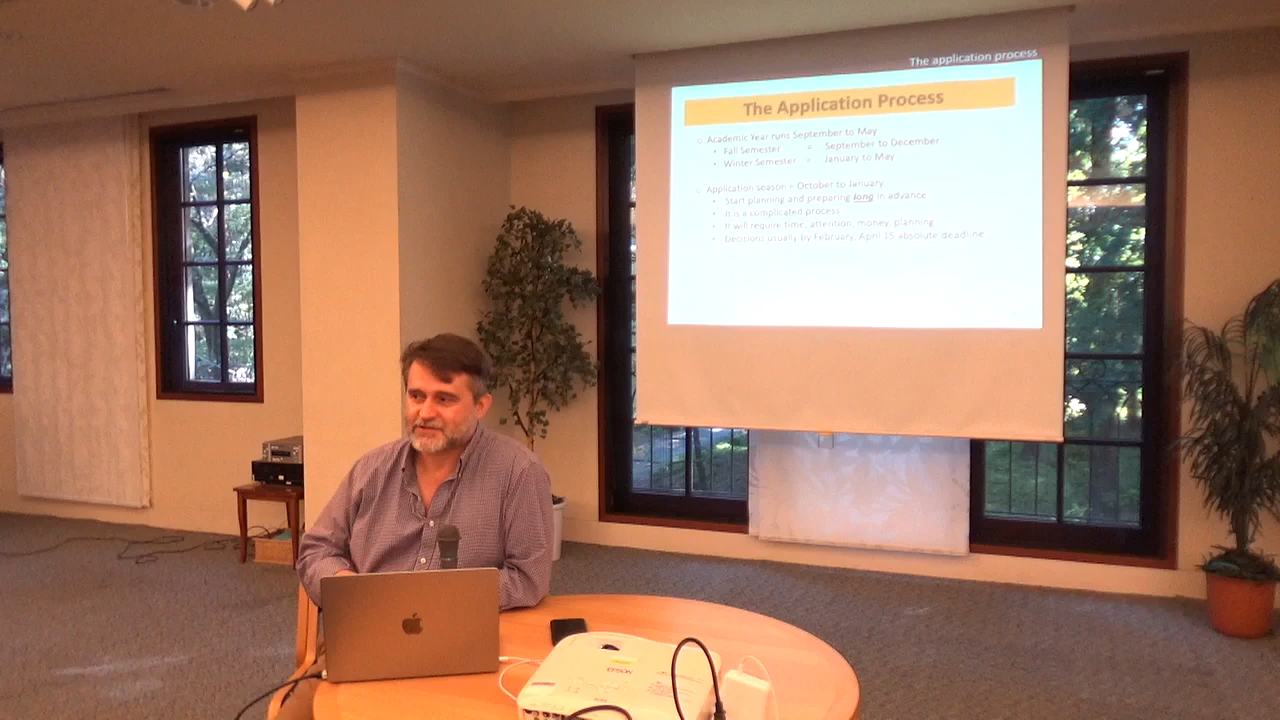 The application process
The Application Process
Academic Year runs September to May
• Fall Semester = September to December
• Winter Semester = January to May
Application season = October to January
• Start planning and preparing long in advance
• It is a complicated process
• It will require time, attention, money, planning
• Decisions usually by February, April 15 absolute deadline
EPSON